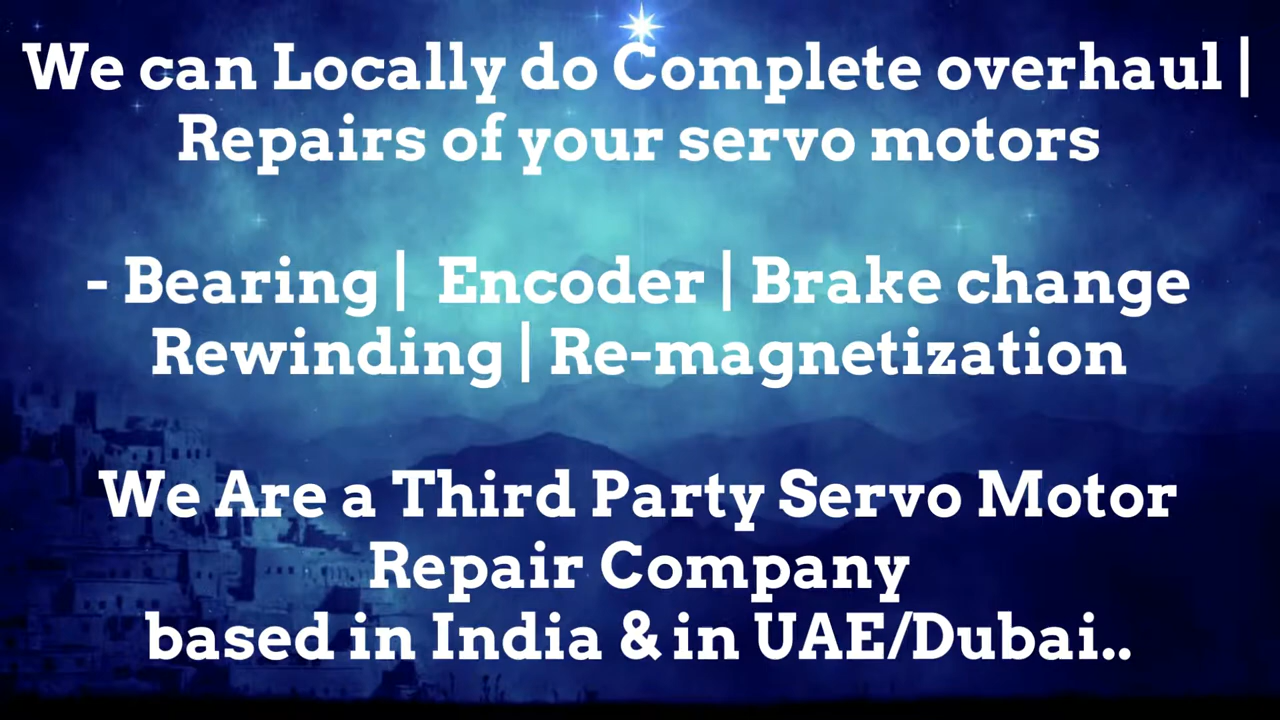 We can Locally do Complete overhaul |
Repairs of your servo motors
- Bearing | Encoder | Brake change
Rewinding | Re-magnetization
We Are a Third Party Servo Motor
Repair Company
based in India & in UAE/Dubai..